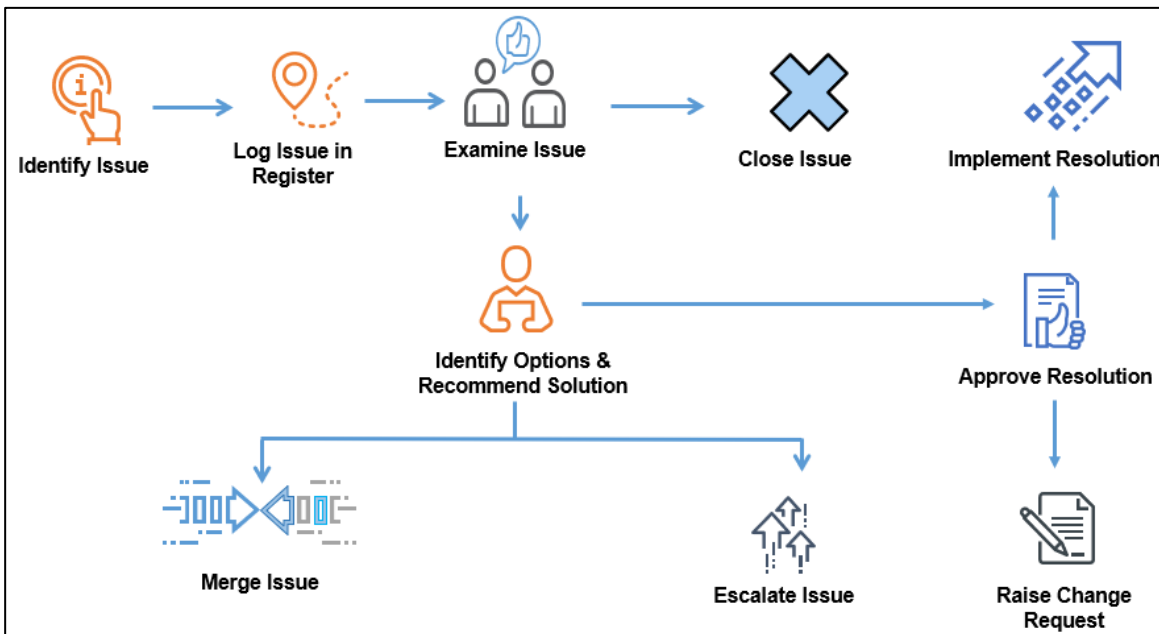 Identify Issue
Log Issue in
Register
Examine Issue
Close Issue
Implement Resolution
Identify Options &
Recommend Solution
Approve Resolution
Merge Issue
Escalate Issue
Raise Change
Request